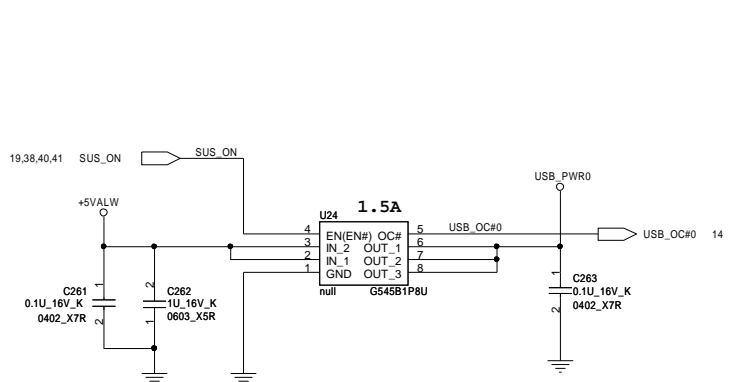 19,38,40,41 SUS_ON SUS_ON
+5VALW
USB_PWR0
1.5A
U24
4 EN(EN#) OC# 5 USB_OC#0 USB_OC#0 14
3 IN_2 OUT_1 6
2 IN_1 OUT_2 7
1 GND OUT_3 8
null G545B1P8U
1 C261
0.1U_16V_K
0402_X7R 2
2 C262
1U_16V_K
0603_X5R 1
1 C263
0.1U_16V_K
0402_X7R 2